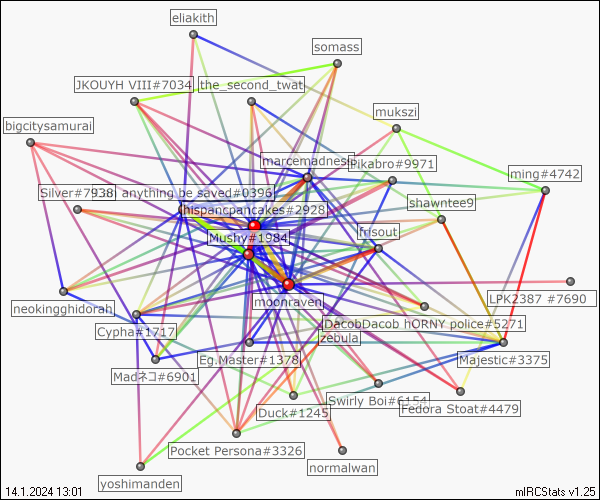 eliakith
somass
JKOUYH VIII#7034
the_second_twat
mukszi
bigcitysamurai
marcemadness
Pikabro#9971
ming#4742
Silver#7938
anything be saved#0396
shawntee9
hispancpancakes#2928
Mushy#1984
frisout
moonraven
LPK2387 #7690
neokingghidorah
Cypha#1717
DacobDacob hORNY police#5271
zebula
Eg.Master#1378
Majestic#3375
Madネコ#6901
Swirly Boi#6154
Fedora Stoat#4479
Duck#1245
Pocket Persona#3326
normalwan
yoshimanden
14.1.2024 13:01
mIRCStats v1.25